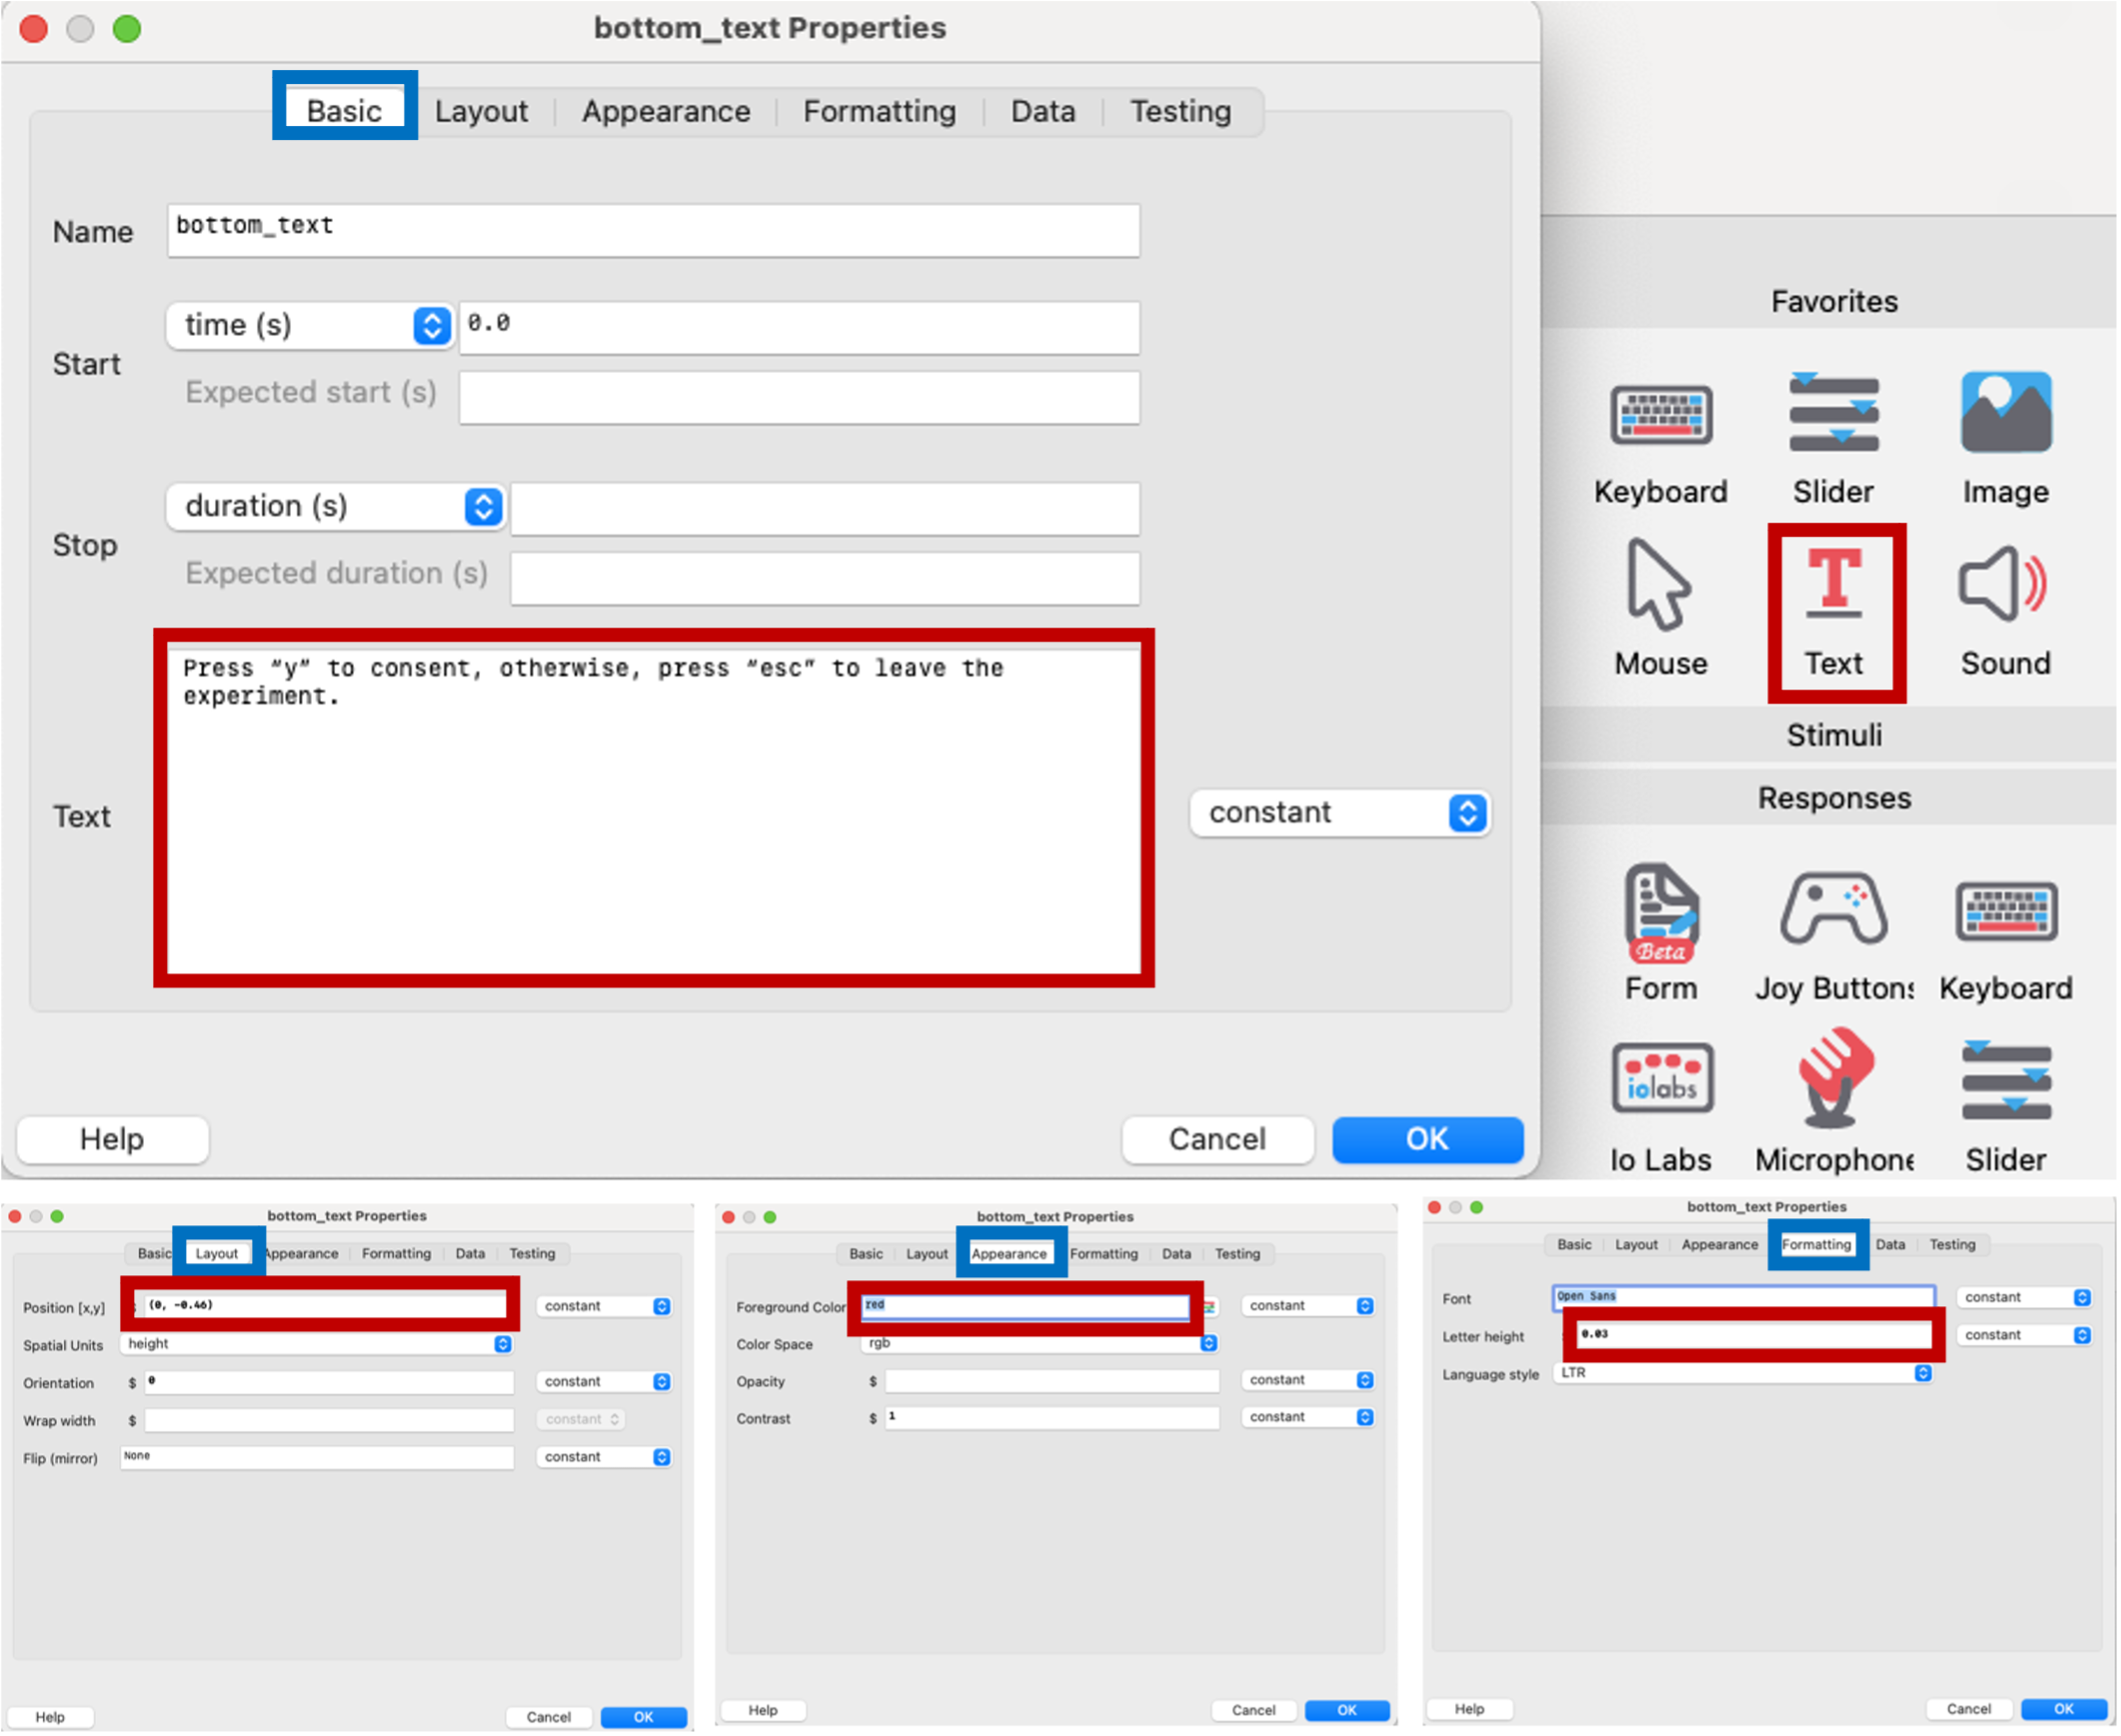 bottom_text Properties
Basic Layout Appearance Formatting Data Testing
Name bottom_text
Start time (s) 0.0
Expected start (s)
Stop duration (s)
Expected duration (s)
Text Press “y” to consent, otherwise, press “esc” to leave the
experiment.
constant
Help Cancel OK
Favorites
Keyboard Slider Image
Mouse Text Sound
Stimuli
Responses
Beta
Form Joy Buttons Keyboard
iolabs
Io Labs Microphone Slider
bottom_text Properties
Basic Layout Appearance Formatting Data Testing
Position [x,y] (0, -0.46) constant
Spatial Units height
Orientation $ 0 constant
Wrap width $ constant
Flip (mirror) None constant
Help Cancel OK
bottom_text Properties
Basic Layout Appearance Formatting Data Testing
Foreground Color red constant
Color Space rgb
Opacity $ constant
Contrast $ 1 constant
Help Cancel OK
bottom_text Properties
Basic Layout Appearance Formatting Data Testing
Font Open Sans constant
Letter height 0.03 constant
Language style LTR
Help Cancel OK